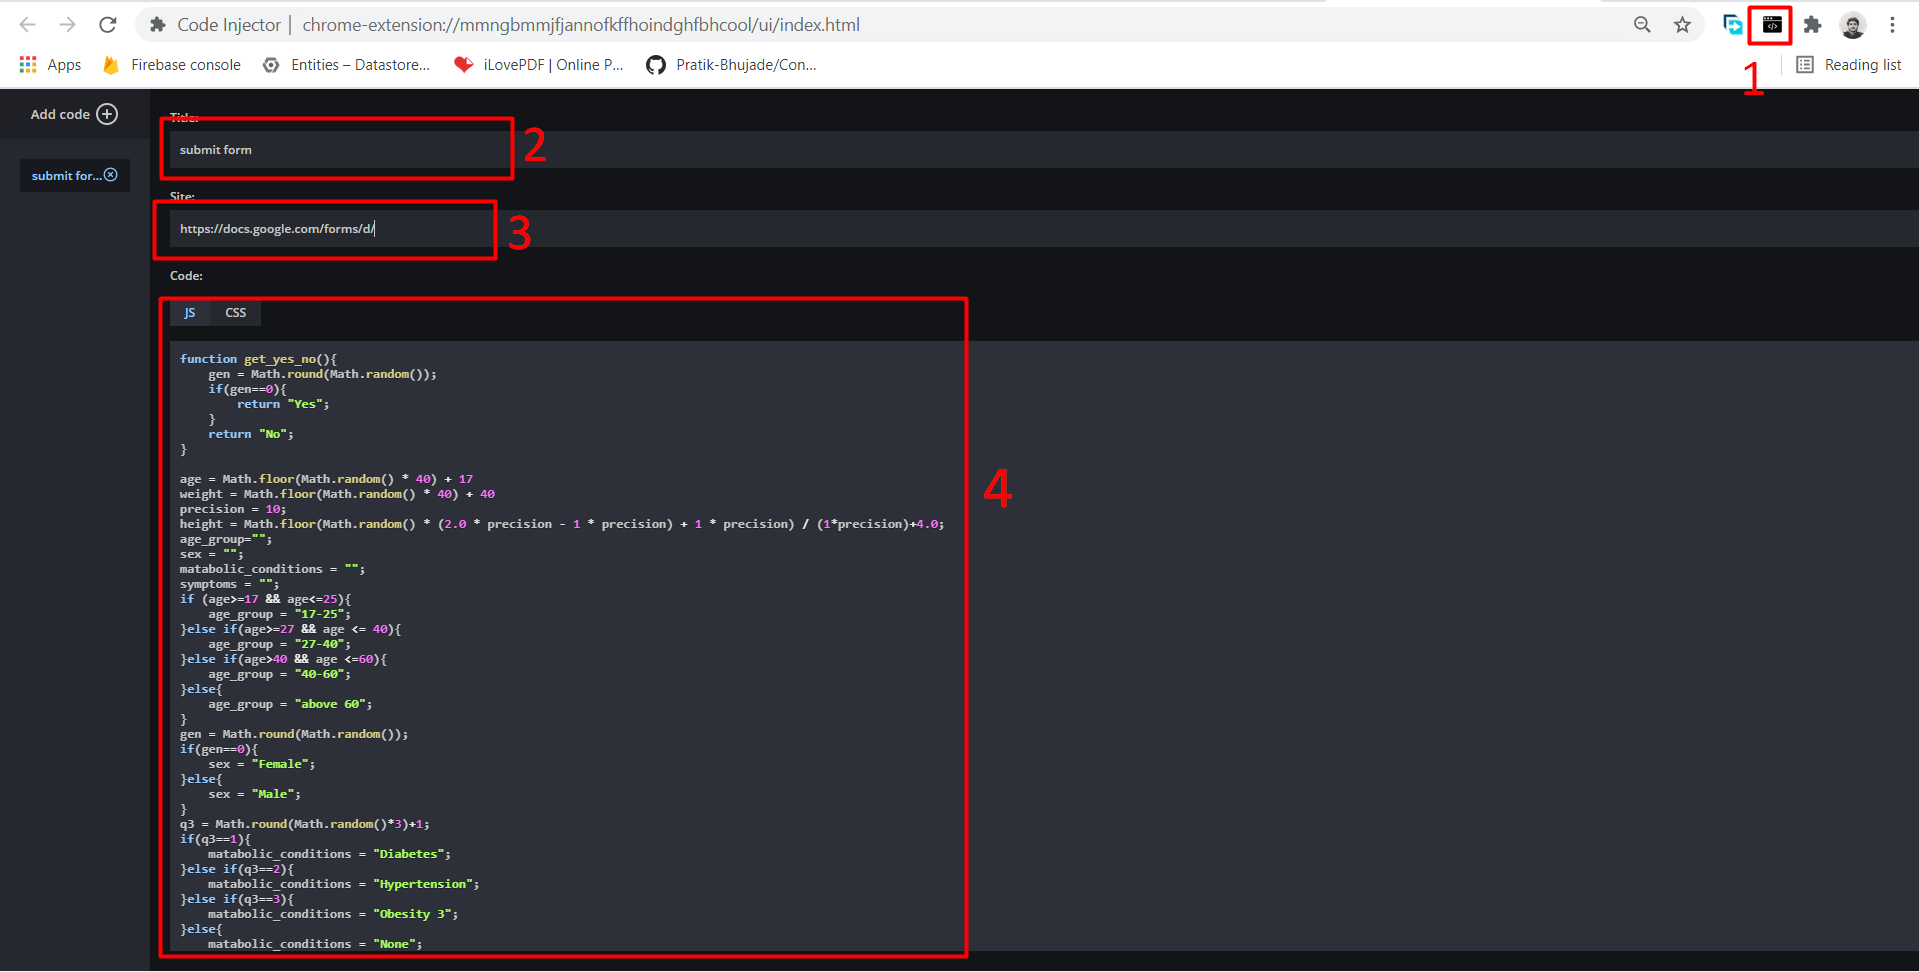 Code Injector | chrome-extension://mmngbmmjfjannofkffhoindghfbhcool/ui/index.html
Apps Firebase console Entities – Datastore... iLovePDF | Online P... Pratik-Bhujade/Con... Reading list
1
Add code
Title:
submit form
2
submit for...
Site:
https://docs.google.com/forms/d/
3
Code:
JS CSS
function get_yes_no(){
    gen = Math.round(Math.random());
    if(gen==0){
        return "Yes";
    }
    return "No";
}
age = Math.floor(Math.random() * 40) + 17
weight = Math.floor(Math.random() * 40) + 40
4
precision = 10;
height = Math.floor(Math.random() * (2.0 * precision - 1 * precision) + 1 * precision) / (1*precision)+4.0;
age_group="";
sex = "";
matabolic_conditions = "";
symptoms = "";
if (age>=17 && age<=25){
    age_group = "17-25";
}else if(age>=27 && age <= 40){
    age_group = "27-40";
}else if(age>40 && age <=60){
    age_group = "40-60";
}else{
    age_group = "above 60";
}
gen = Math.round(Math.random());
if(gen==0){
    sex = "Female";
}else{
    sex = "Male";
}
q3 = Math.round(Math.random()*3)+1;
if(q3==1){
    matabolic_conditions = "Diabetes";
}else if(q3==2){
    matabolic_conditions = "Hypertension";
}else if(q3==3){
    matabolic_conditions = "Obesity 3";
}else{
    matabolic_conditions = "None";